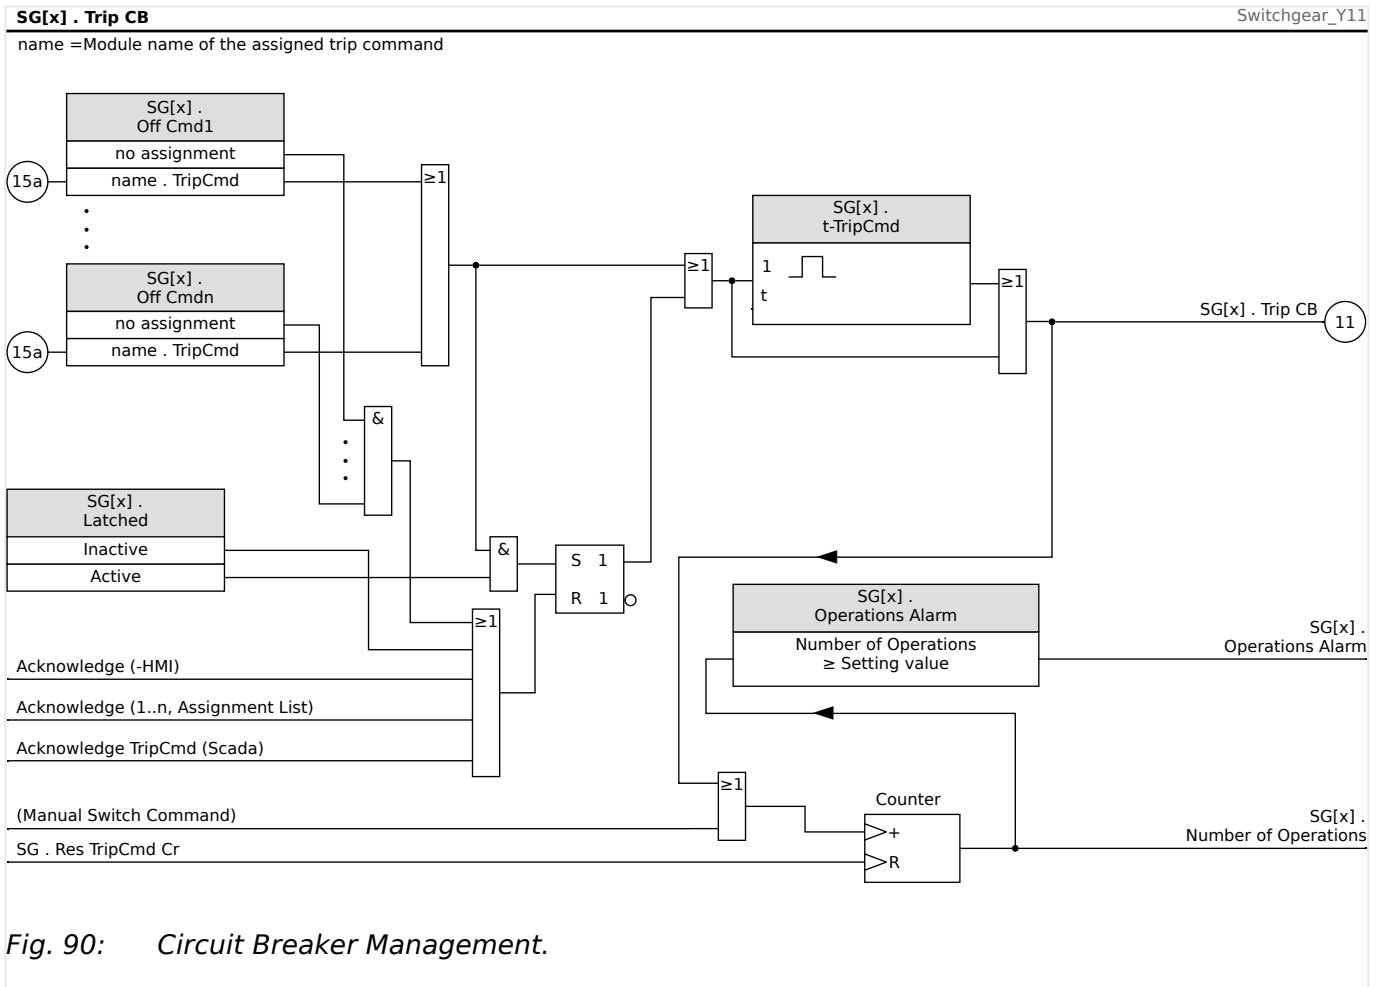 SG[x] . Trip CB
Switchgear_Y11
name =Module name of the assigned trip command
SG[x] .
Off Cmd1
no assignment
15a
name . TripCmd
≥1
SG[x] .
t-TripCmd
1
t
≥1
≥1
SG[x] .
Off Cmdn
no assignment
15a
name . TripCmd
SG[x] . Trip CB
11
&
SG[x] .
Latched
Inactive
Active
&
S 1
R 1
≥1
SG[x] .
Operations Alarm
Number of Operations
≥ Setting value
SG[x] .
Operations Alarm
Acknowledge (-HMI)
Acknowledge (1..n, Assignment List)
Acknowledge TripCmd (Scada)
≥1
(Manual Switch Command)
SG . Res TripCmd Cr
Counter
+
R
SG[x] .
Number of Operations
Fig. 90: Circuit Breaker Management.